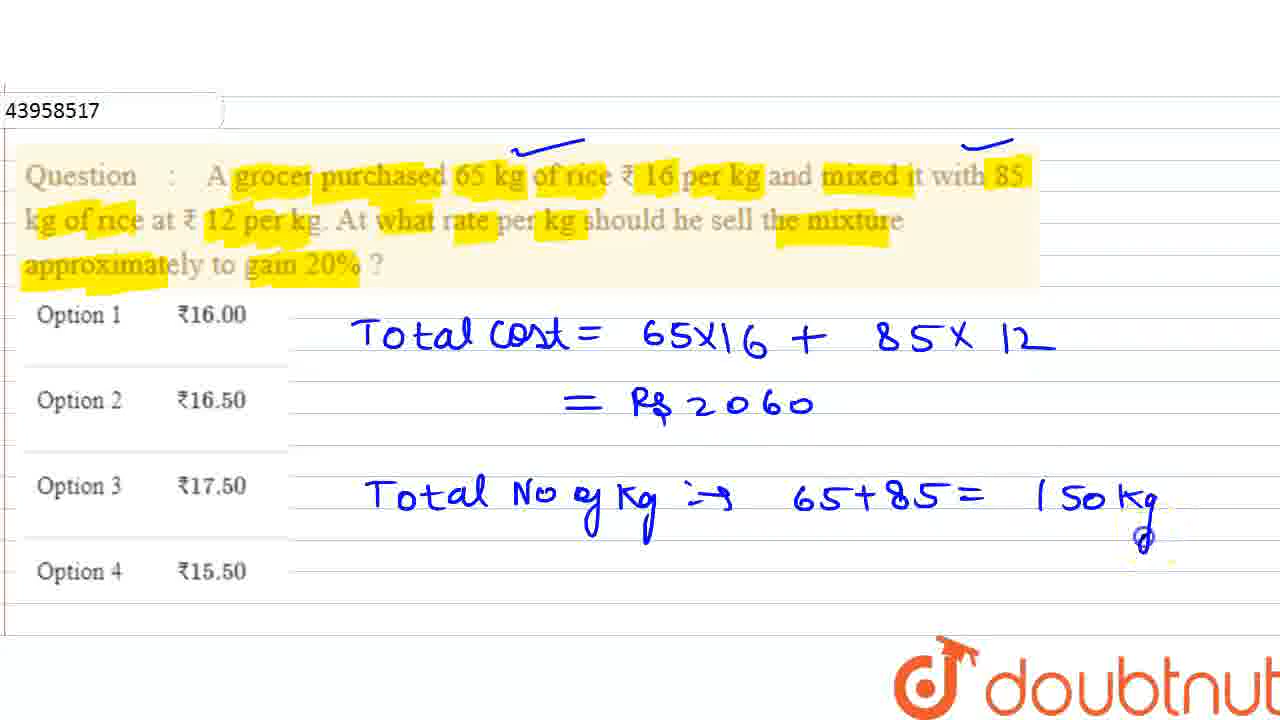 43958517
Question : A grocer purchased 65 kg of rice ₹ 16 per kg and mixed it with 85
kg of rice at ₹ 12 per kg. At what rate per kg should he sell the mixture
approximately to gain 20% ?
Option 1 ₹16.00
Total Cost = 65×16 + 85× 12
Option 2 ₹16.50
= Rs 2060
Option 3 ₹17.50
Total No of Kg :→ 65+85= 150Kg
Option 4 ₹15.50
doubtnut